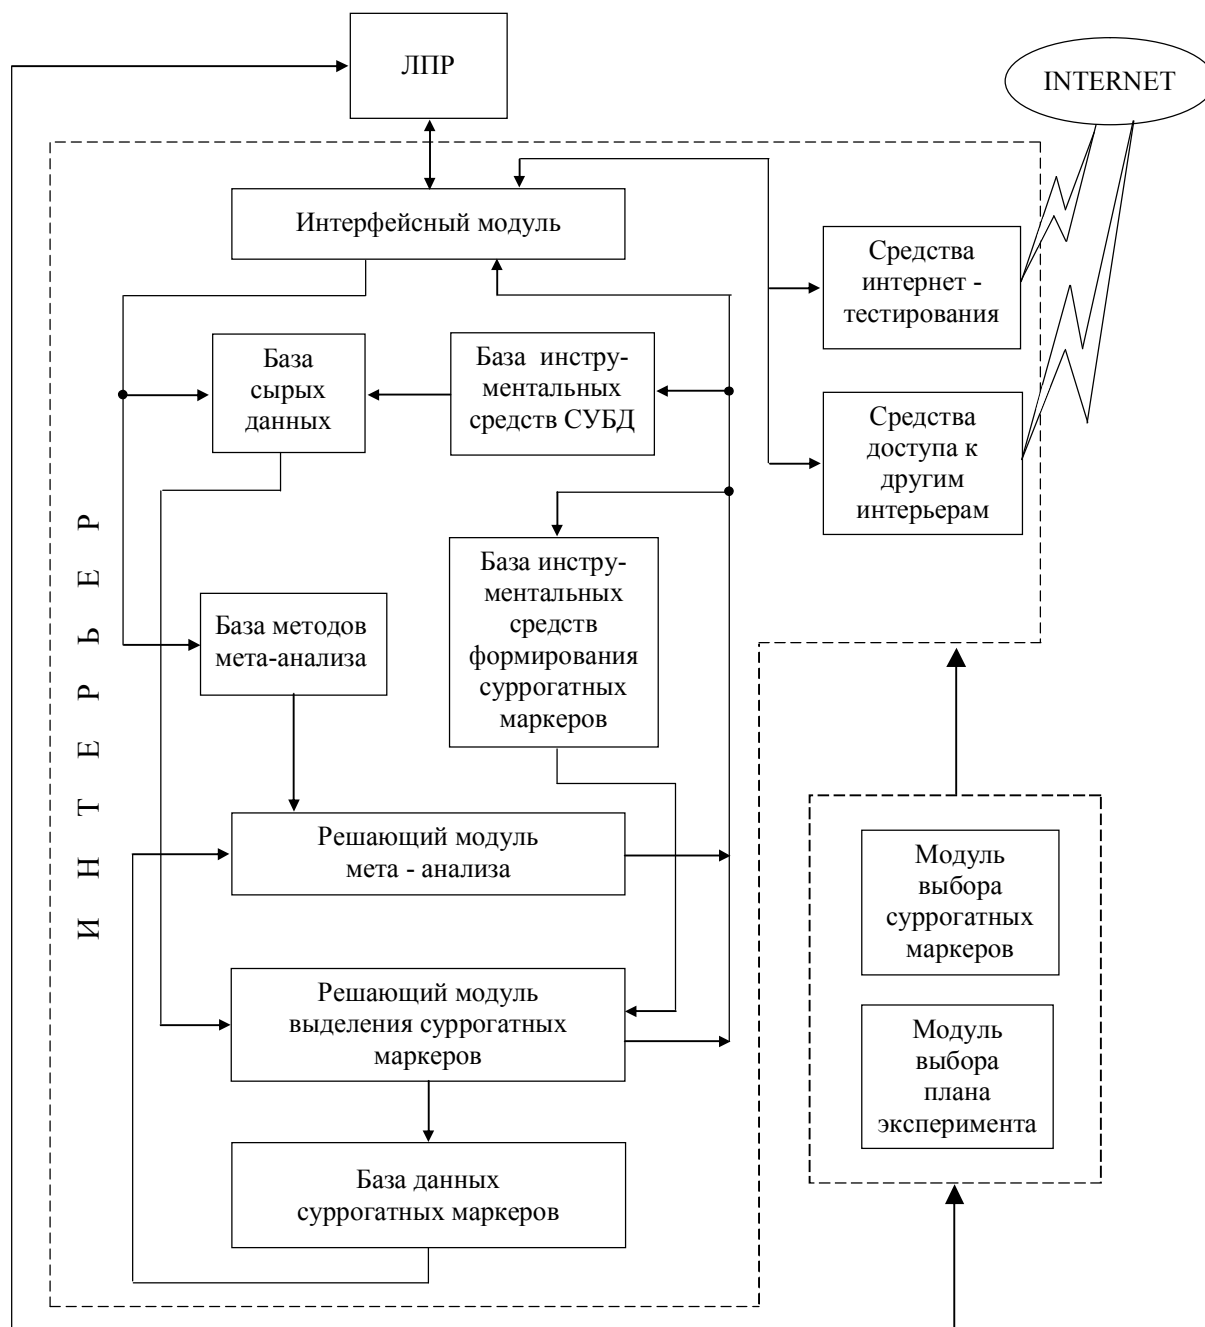 ЛПР
INTERNET
Интерфейсный модуль
Средства
интернет -
тестирования
База
сырых
данных
База инстру-
ментальных
средств СУБД
Средства
доступа к
другим
интерьерам
ИНТЕРЬЕР
База инстру-
ментальных
средств
формирования
суррогатных
маркеров
База методов
мета-анализа
Решающий модуль
мета - анализа
Модуль
выбора
суррогатных
маркеров
Решающий модуль
выделения суррогатных
маркеров
Модуль
выбора
плана
эксперимента
База данных
суррогатных маркеров